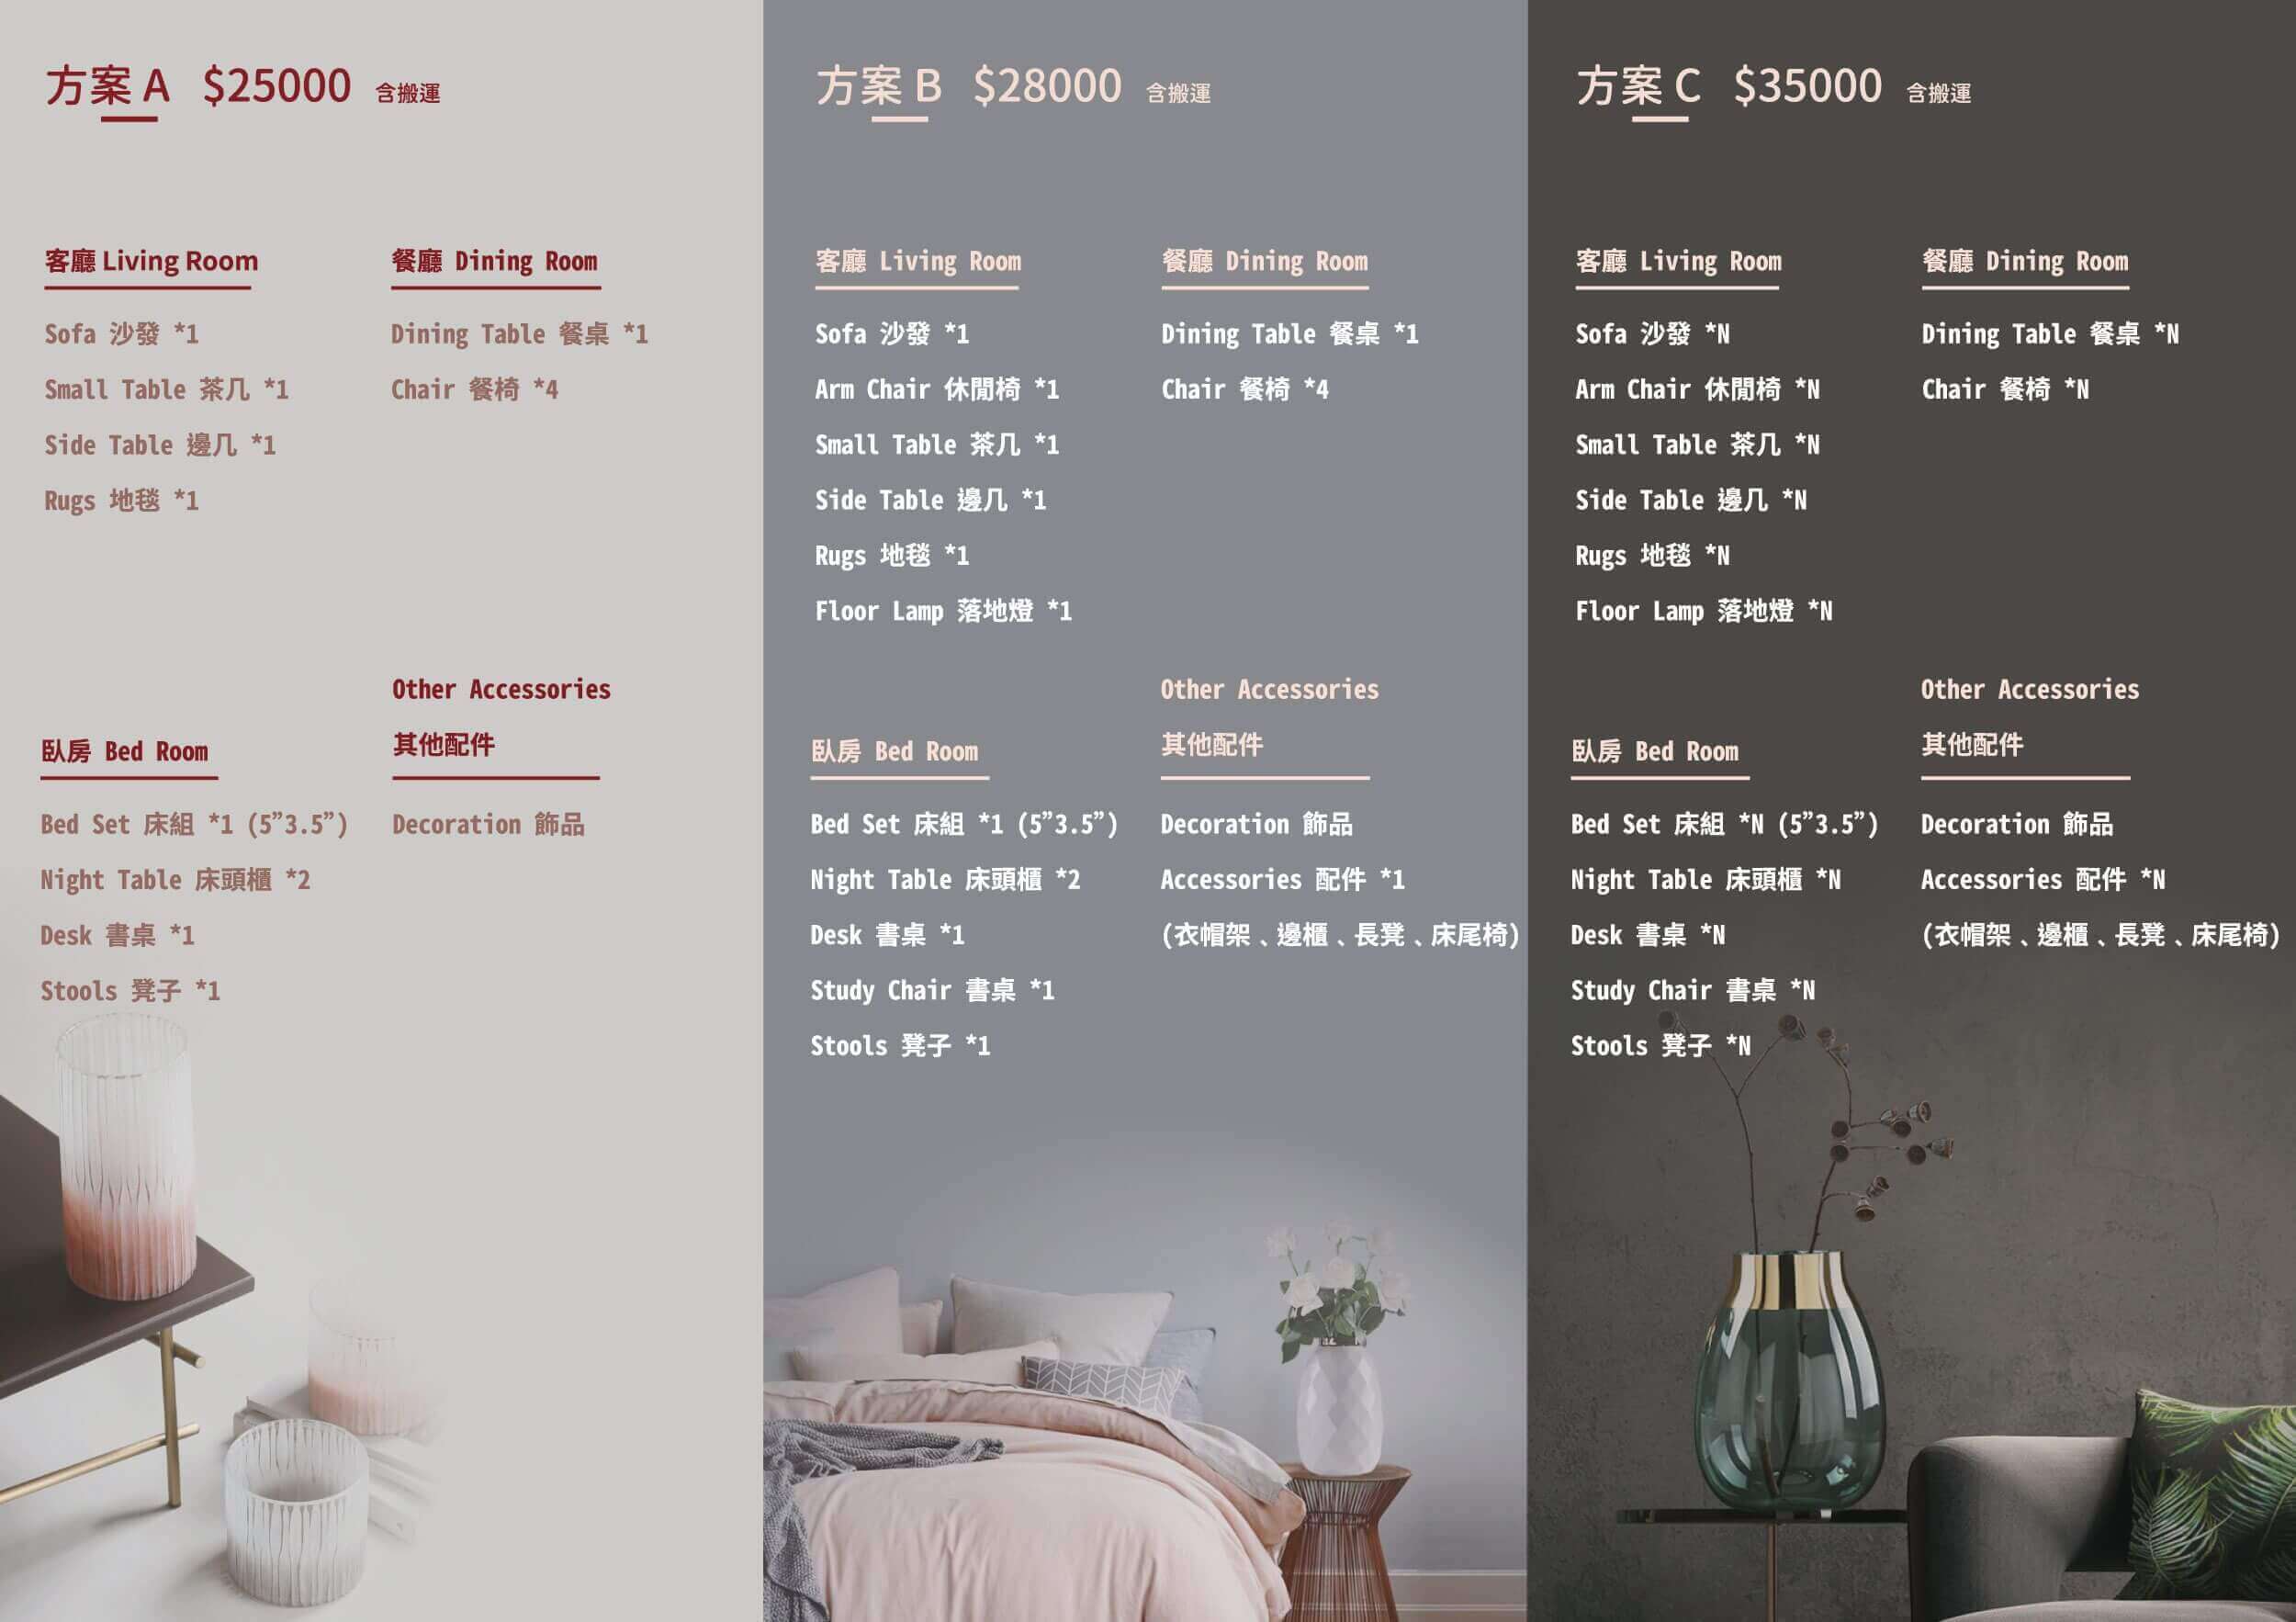 方案 A $25000 含搬運
客廳 Living Room
Sofa 沙發 *1
Small Table 茶几 *1
Side Table 邊几 *1
Rugs 地毯 *1
餐廳 Dining Room
Dining Table 餐桌 *1
Chair 餐椅 *4
臥房 Bed Room
Bed Set 床組 *1 (5”3.5”)
Night Table 床頭櫃 *2
Desk 書桌 *1
Stools 凳子 *1
Other Accessories
其他配件
Decoration 飾品
方案 B $28000 含搬運
客廳 Living Room
Sofa 沙發 *1
Arm Chair 休閒椅 *1
Small Table 茶几 *1
Side Table 邊几 *1
Rugs 地毯 *1
Floor Lamp 落地燈 *1
餐廳 Dining Room
Dining Table 餐桌 *1
Chair 餐椅 *4
臥房 Bed Room
Bed Set 床組 *1 (5”3.5”)
Night Table 床頭櫃 *2
Desk 書桌 *1
Study Chair 書桌 *1
Stools 凳子 *1
Other Accessories
其他配件
Decoration 飾品
Accessories 配件 *1
(衣帽架、邊櫃、長凳、床尾椅)
方案 C $35000 含搬運
客廳 Living Room
Sofa 沙發 *N
Arm Chair 休閒椅 *N
Small Table 茶几 *N
Side Table 邊几 *N
Rugs 地毯 *N
Floor Lamp 落地燈 *N
餐廳 Dining Room
Dining Table 餐桌 *N
Chair 餐椅 *N
臥房 Bed Room
Bed Set 床組 *N (5”3.5”)
Night Table 床頭櫃 *N
Desk 書桌 *N
Study Chair 書桌 *N
Stools 凳子 *N
Other Accessories
其他配件
Decoration 飾品
Accessories 配件 *N
(衣帽架、邊櫃、長凳、床尾椅)